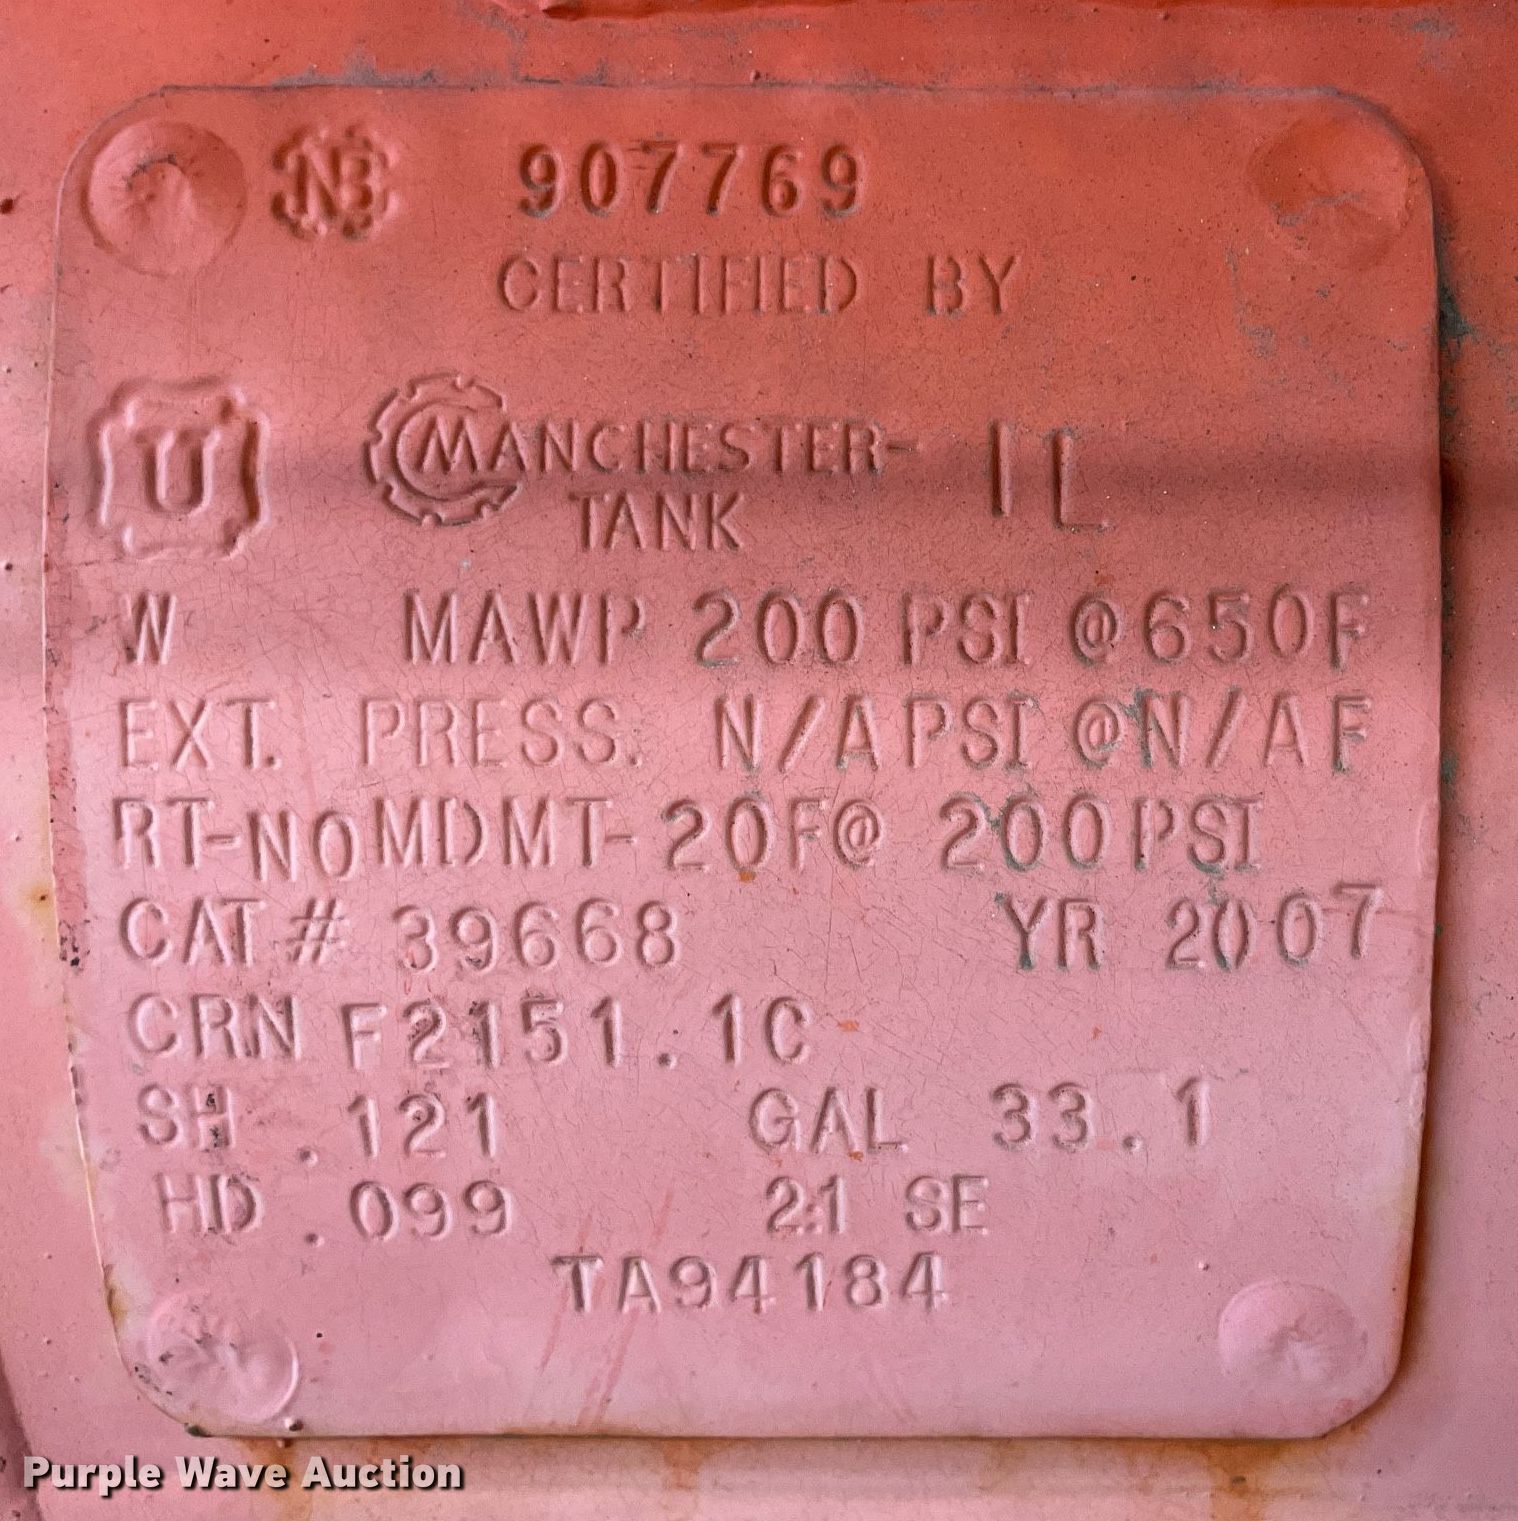 NB 907769
CERTIFIED BY
U MANCHESTER- IL
TANK
W MAWP 200 PSI @650F
EXT. PRESS. N/A PSI @N/A F
RT-NO MDMT-20F@ 200PSI
CAT# 39668 YR 2007
CRN F2151.1C
SH .121 GAL 33.1
HD .099 2:1 SE
TA94184
Purple Wave Auction